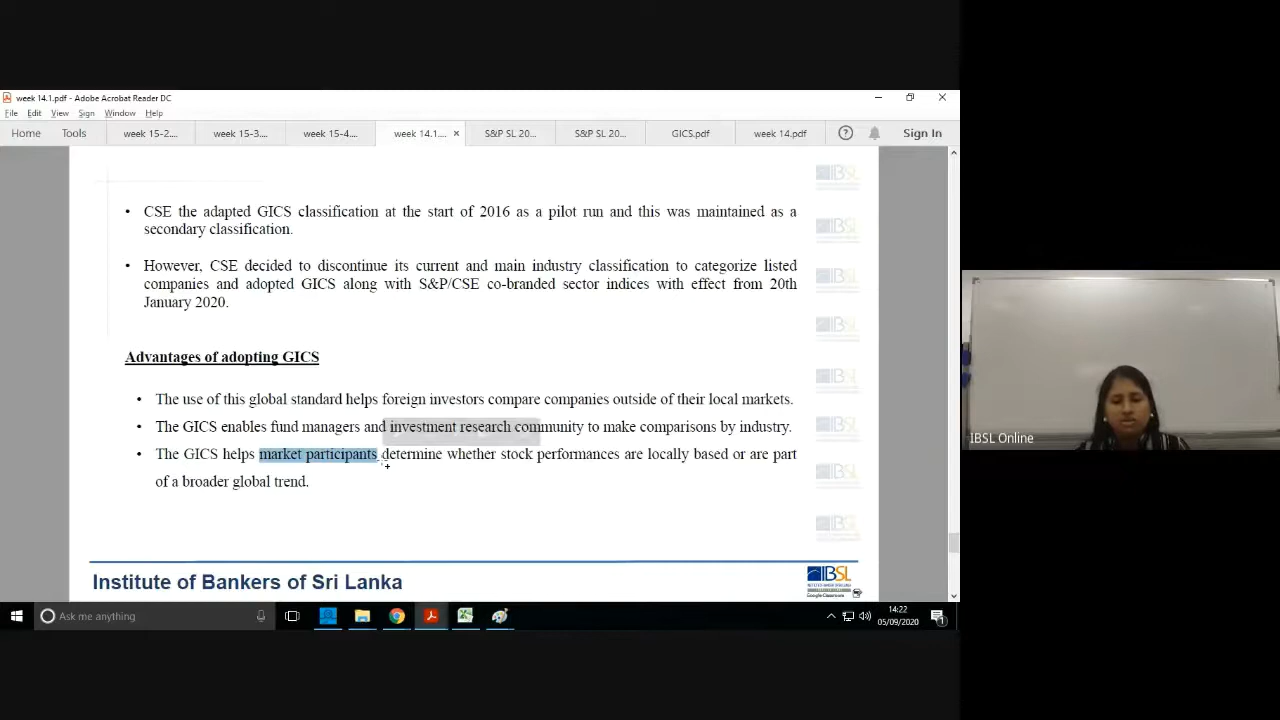 week 14.1.pdf - Adobe Acrobat Reader DC
File Edit View Sign Window Help
Home Tools week 15-2.... week 15-3.... week 15-4.... week 14.1.... × S&P SL 20... S&P SL 20... GICS.pdf week 14.pdf Sign In
• CSE the adapted GICS classification at the start of 2016 as a pilot run and this was maintained as a
secondary classification.
• However, CSE decided to discontinue its current and main industry classification to categorize listed
companies and adopted GICS along with S&P/CSE co-branded sector indices with effect from 20th
January 2020.
Advantages of adopting GICS
• The use of this global standard helps foreign investors compare companies outside of their local markets.
• The GICS enables fund managers and investment research community to make comparisons by industry.
• The GICS helps market participants determine whether stock performances are locally based or are part
of a broader global trend.
Institute of Bankers of Sri Lanka
IBSL
Ask me anything
14:22
05/09/2020
IBSL Online